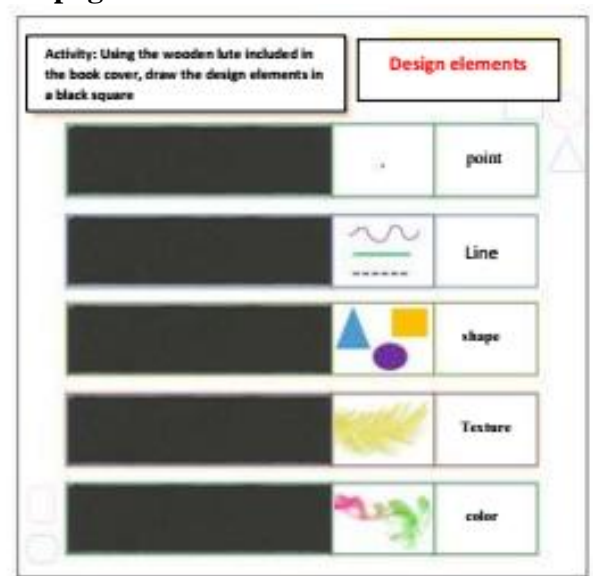 Activity: Using the wooden lute included in
the book cover, draw the design elements in
a black square
Design elements
point
Line
shape
Texture
color